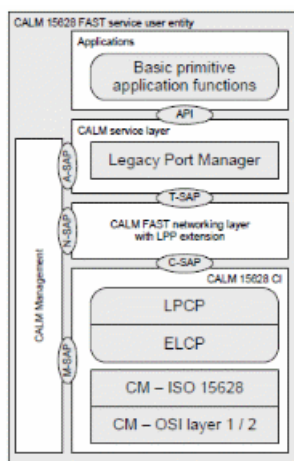 CALM 15628 FAST service user entity
Applications
Basic primitive
application functions
API
CALM service layer
Legacy Port Manager
A-SAP
T-SAP
N-SAP
CALM FAST networking layer
with LPP extension
C-SAP
CALM Management
CALM 15628 CI
LPCP
ELCP
M-SAP
CM – ISO 15628
CM – OSI layer 1 / 2